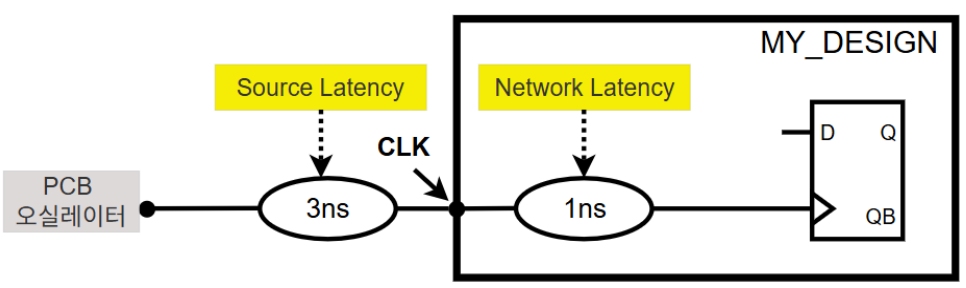 MY_DESIGN
Source Latency
Network Latency
CLK
D
Q
PCB
오실레이터
3ns
1ns
QB